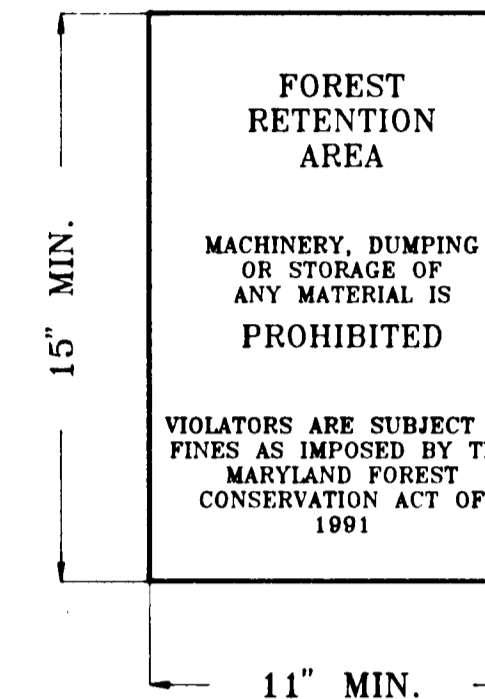 FOREST
RETENTION
AREA
MACHINERY, DUMPING
OR STORAGE OF
ANY MATERIAL IS
PROHIBITED
VIOLATORS ARE SUBJECT
FINES AS IMPOSED BY
MARYLAND FOREST
CONSERVATION ACT OF
1991
15" MIN.
11" MIN.